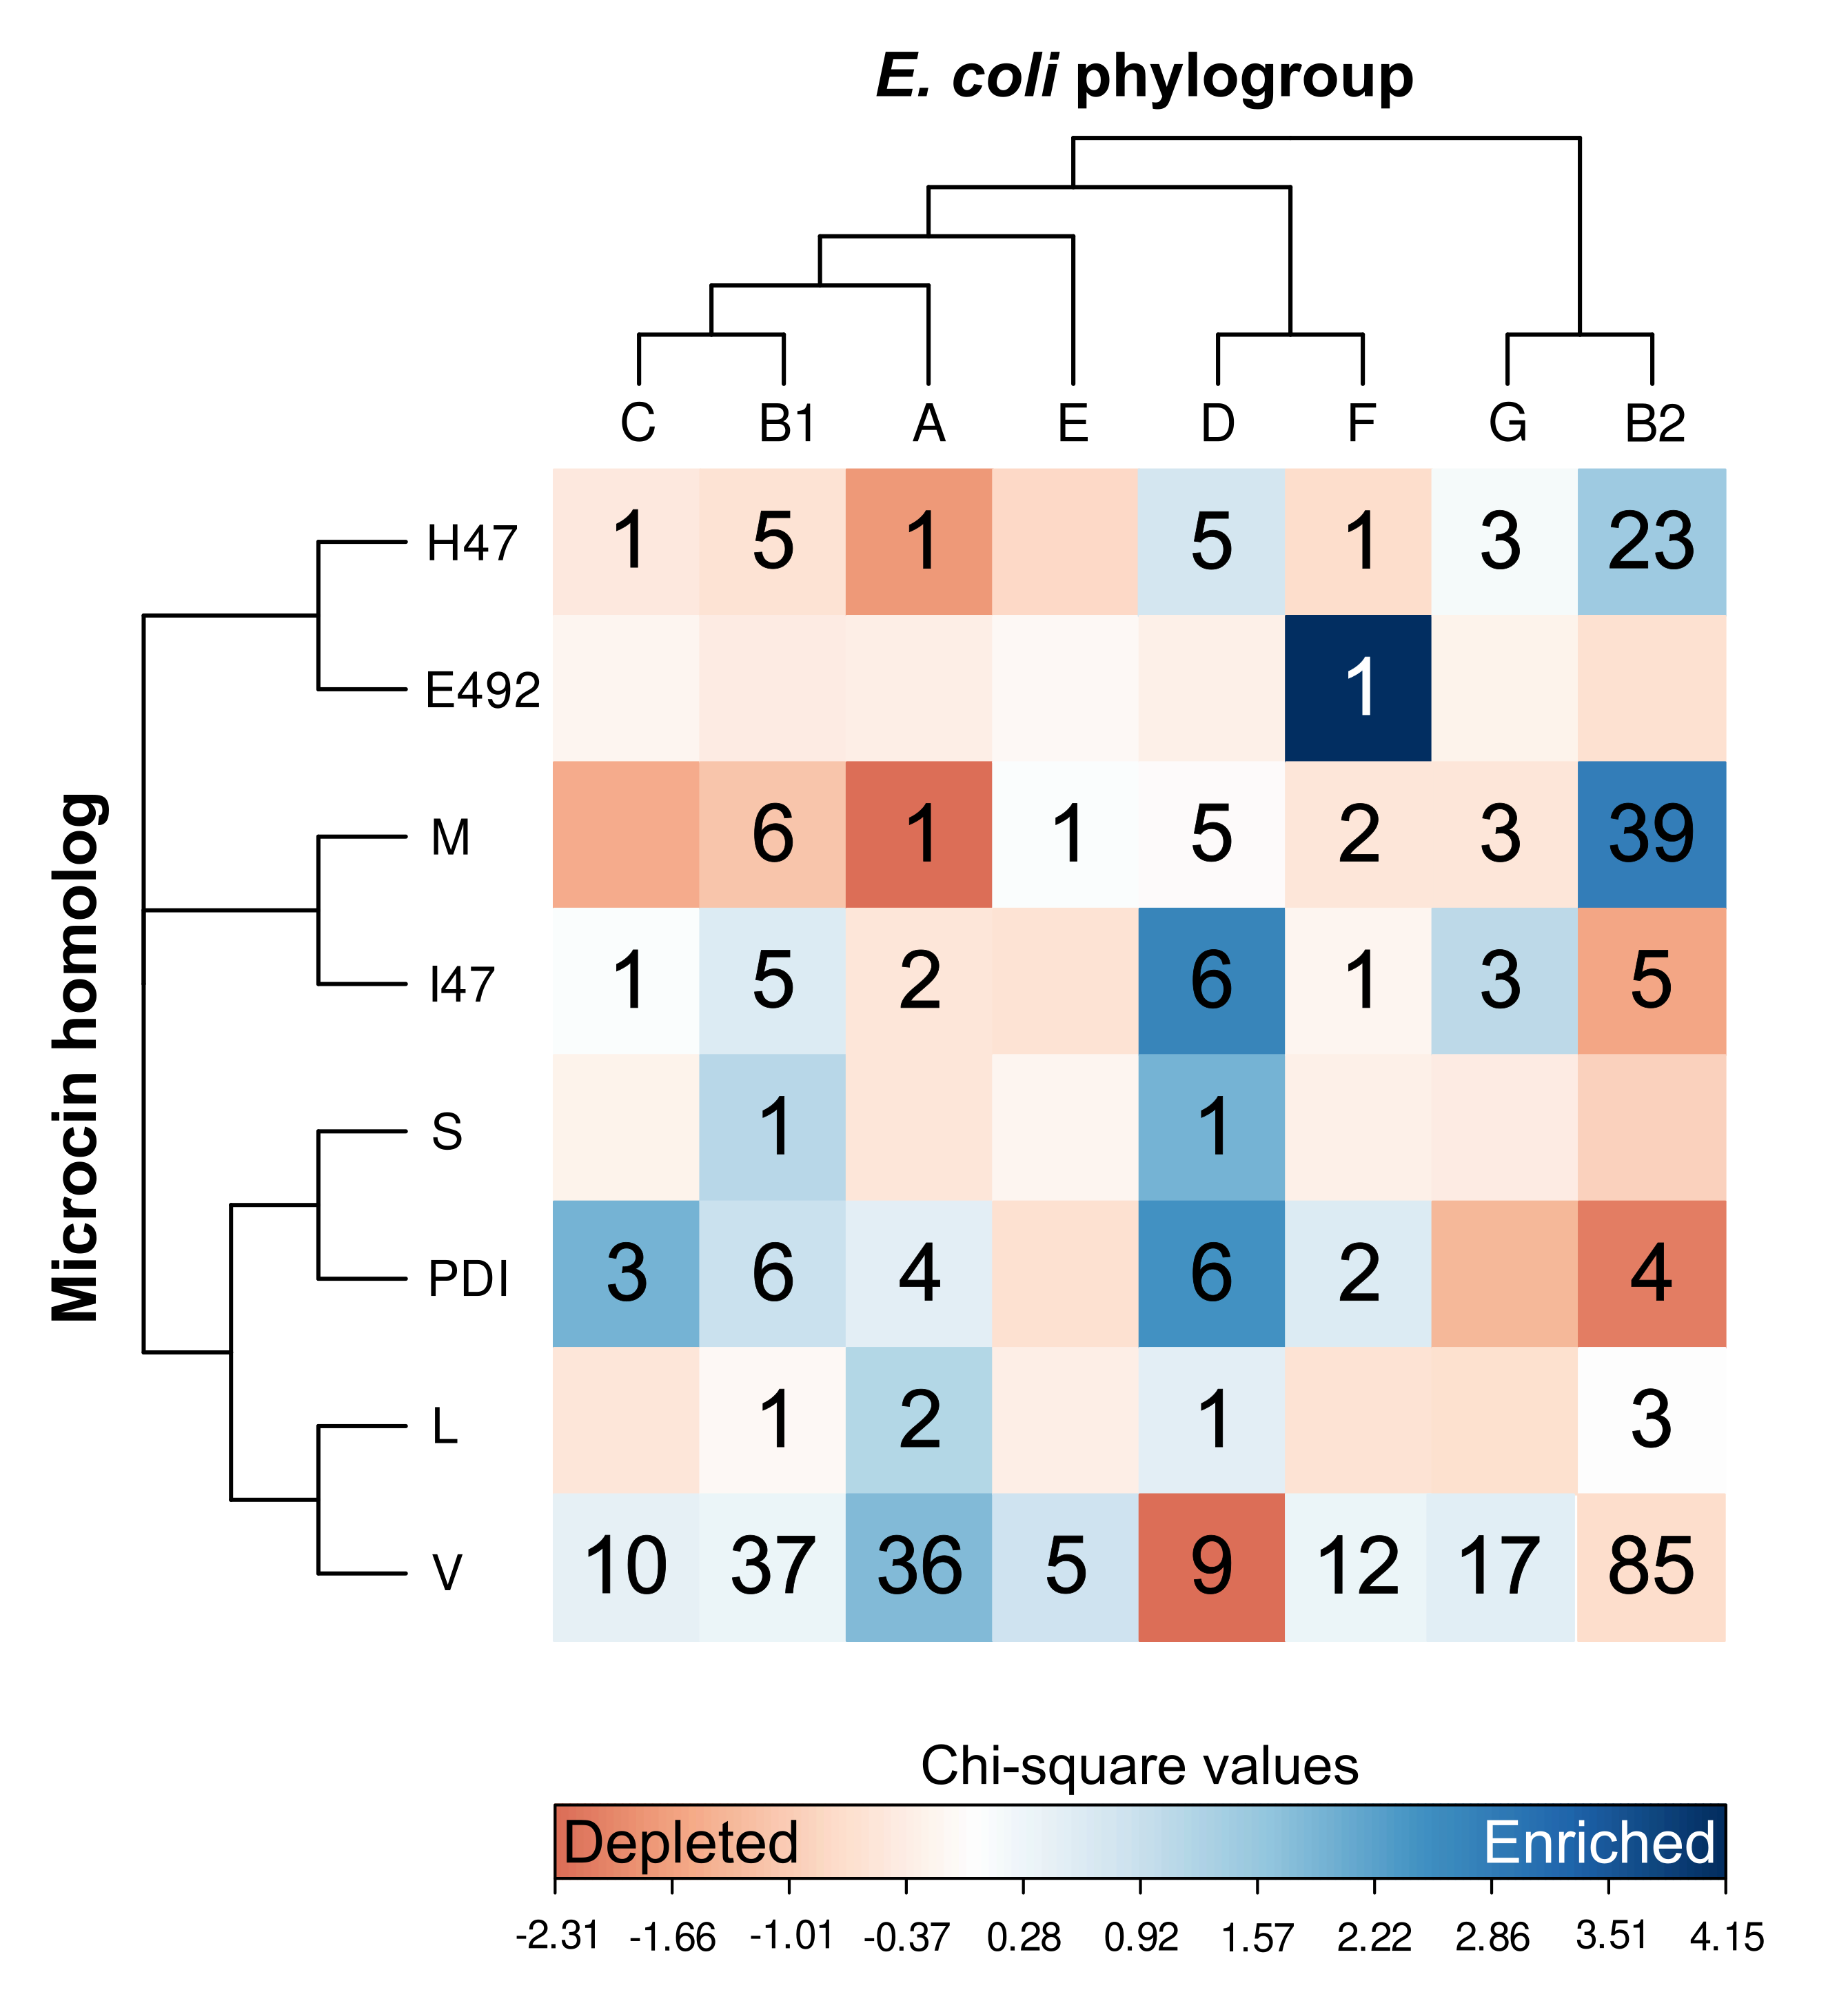 E. coli phylogroup
C B1 A E D F G B2
Microcin homolog
H47 1 5 1 5 1 3 23
E492 1
M 6 1 1 5 2 3 39
I47 1 5 2 6 1 3 5
S 1 1
PDI 3 6 4 6 2 4
L 1 2 1 3
V 10 37 36 5 9 12 17 85
Chi-square values
Depleted Enriched
-2.31 -1.66 -1.01 -0.37 0.28 0.92 1.57 2.22 2.86 3.51 4.15